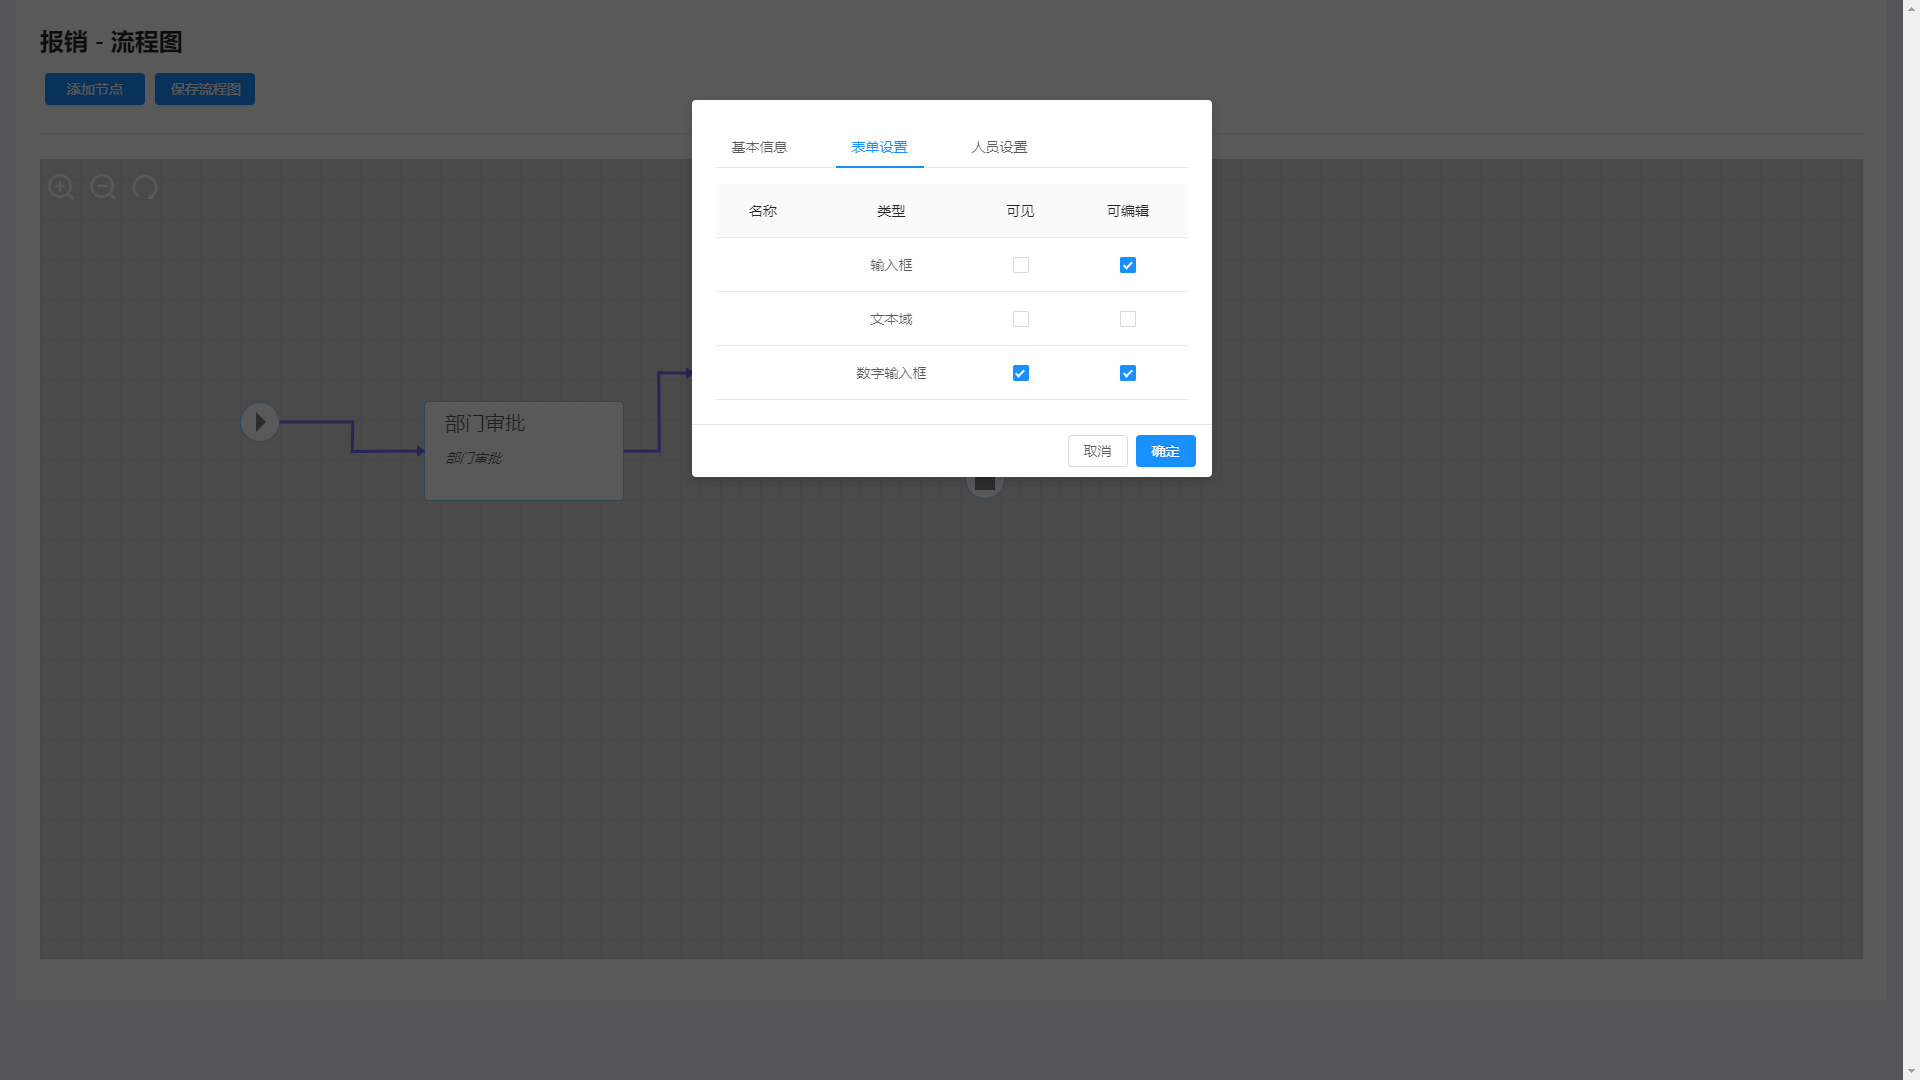 报销 - 流程图
添加节点 保存流程图
基本信息 表单设置 人员设置
名称 类型 可见 可编辑
输入框
文本域
数字输入框
取消 确定
部门审批
部门审批